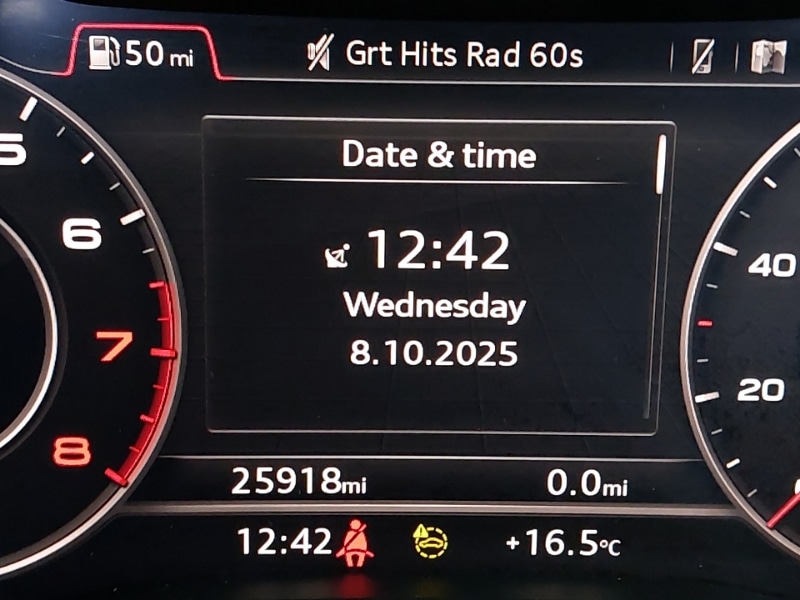 50 mi Grt Hits Rad 60s
Date & time
12:42
Wednesday
8.10.2025
5
6
7
8
40
20
25918mi 0.0mi
12:42 +16.5°C